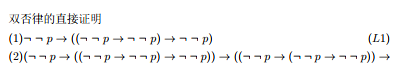 双否律的直接证明
(1)¬ ¬ p → ((¬ ¬ p → ¬ ¬ p) → ¬ ¬ p) (L1)
(2)(¬ ¬ p → ((¬ ¬ p → ¬ ¬ p) → ¬ ¬ p)) → ((¬ ¬ p → (¬ ¬ p → ¬ ¬ p)) →